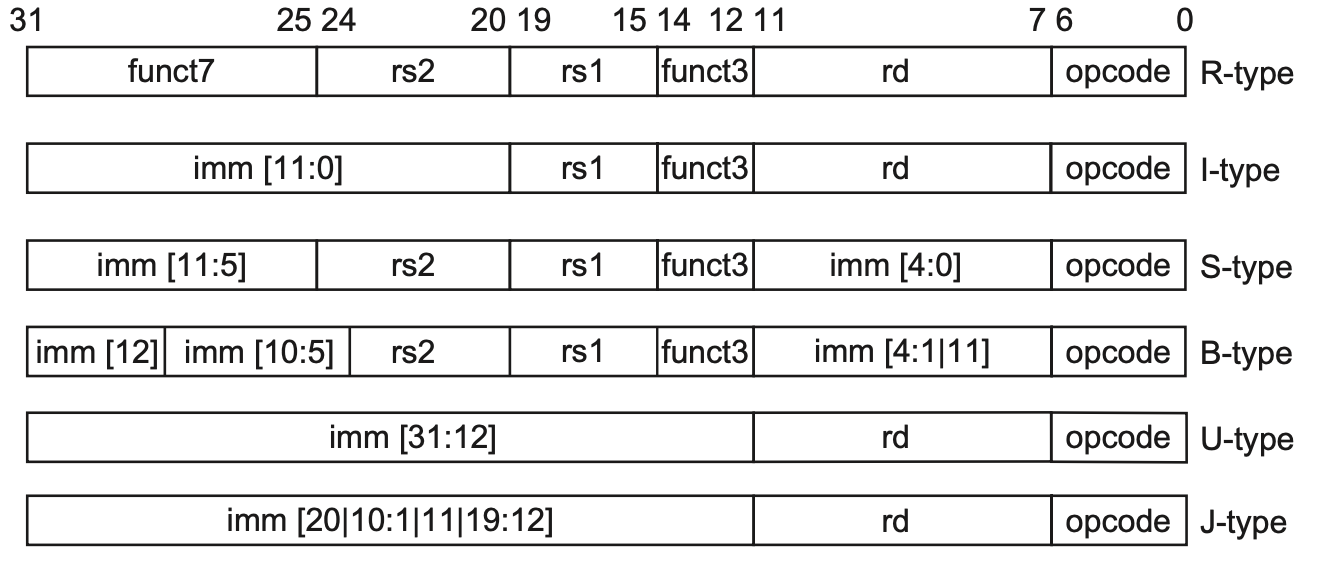 31 25 24 20 19 15 14 12 11 7 6 0
funct7 rs2 rs1 funct3 rd opcode R-type
imm [11:0] rs1 funct3 rd opcode I-type
imm [11:5] rs2 rs1 funct3 imm [4:0] opcode S-type
imm [12] imm [10:5] rs2 rs1 funct3 imm [4:1|11] opcode B-type
imm [31:12] rd opcode U-type
imm [20|10:1|11|19:12] rd opcode J-type